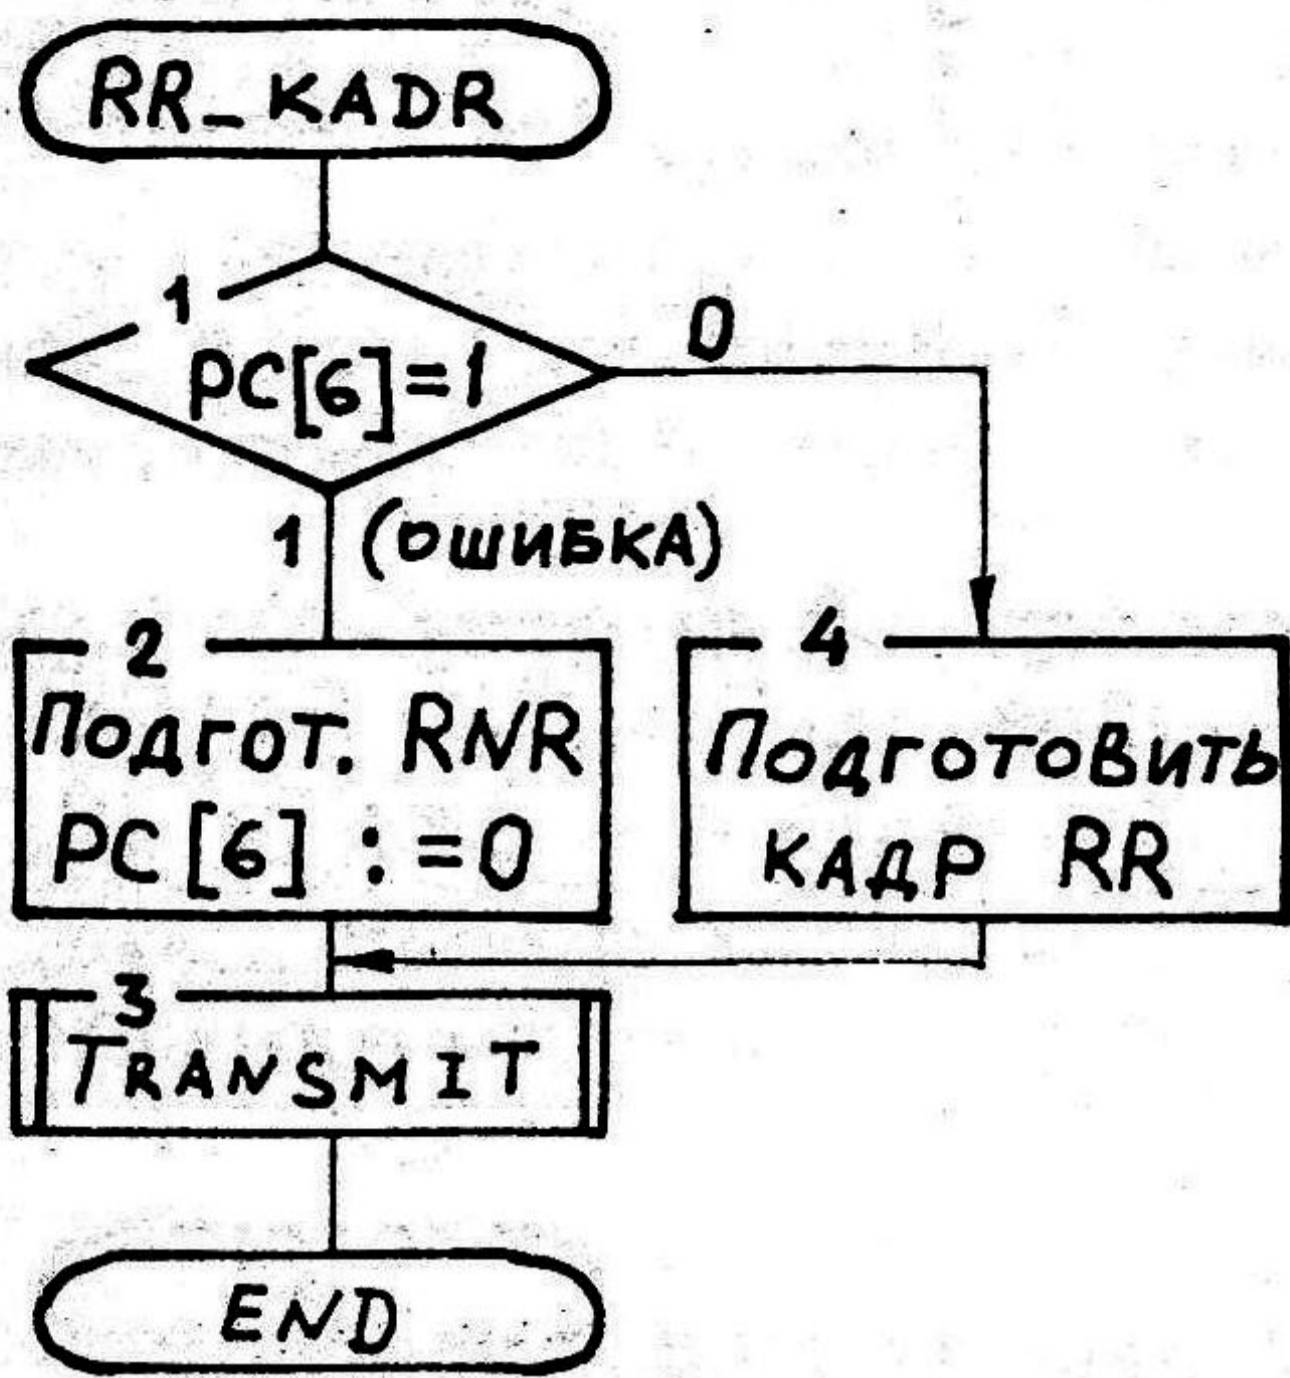 RR_KADR
1
PC[6]=1
0
1 (ОШИБКА)
2
Подгот. RNR
PC[6] :=0
4
Подготовить
кадр RR
3
TRANSMIT
END